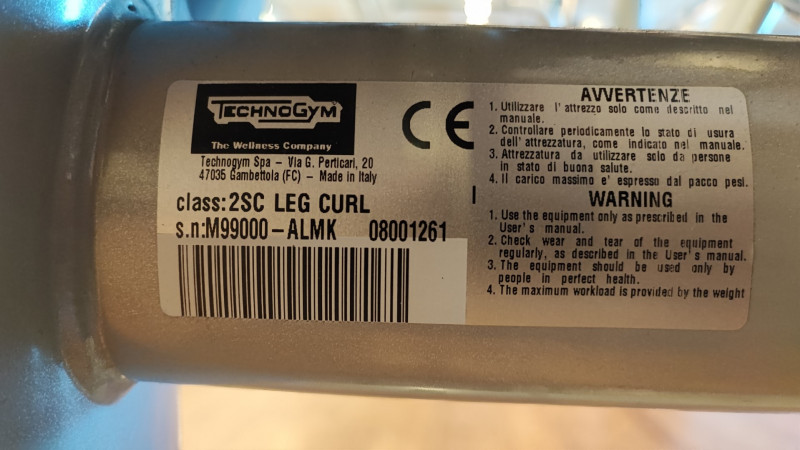 TECHNOGYM
The Wellness Company
Technogym Spa - Via G. Perticari, 20
47035 Gambettola (FC) - Made in Italy
class: 2SC LEG CURL
s.n: M99000-ALMK 08001261
CE
AVVERTENZE
1. Utilizzare l'attrezzo solo come descritto nel
manuale.
2. Controllare periodicamente lo stato di usura
dell'attrezzatura, come indicato nel manuale.
3. Attrezzatura da utilizzare solo da persone
in stato di buona salute.
4. Il carico massimo e' espresso dal pacco pesi.
WARNING
1. Use the equipment only as prescribed in the
User's manual.
2. Check wear and tear of the equipment
regularly, as described in the User's manual.
3. The equipment should be used only by
people in perfect health.
4. The maximum workload is provided by the weight